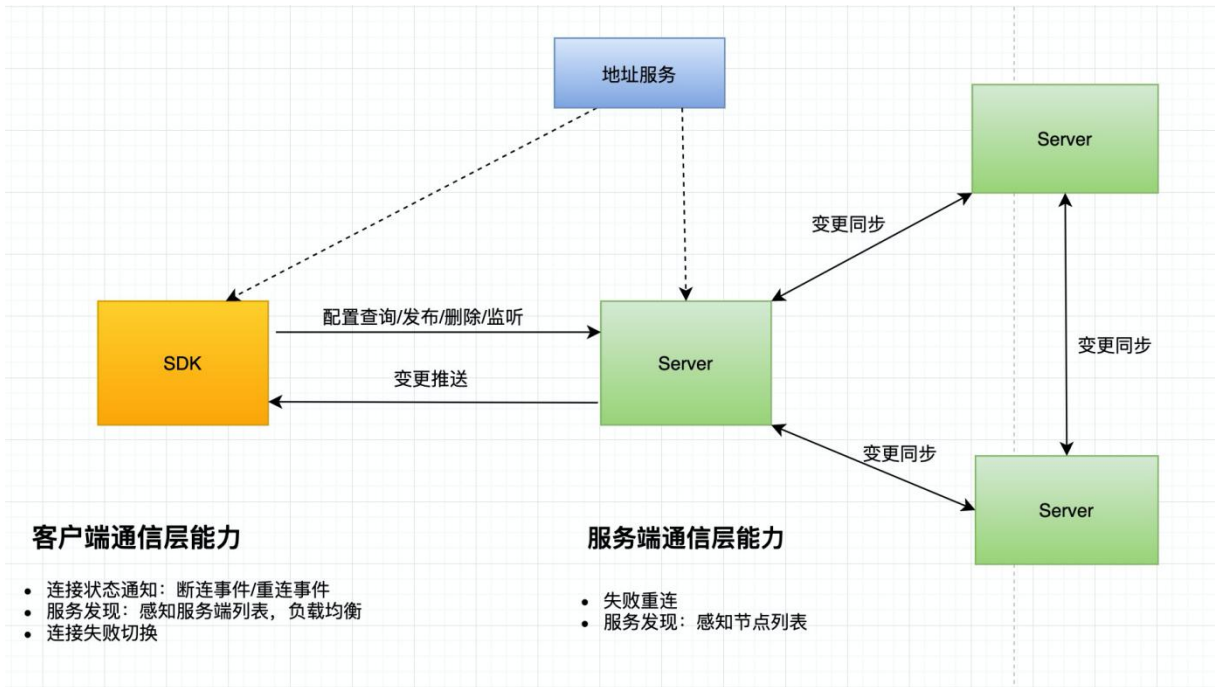 地址服务
Server
变更同步
配置查询/发布/删除/监听
SDK
Server
变更同步
变更推送
变更同步
Server
客户端通信层能力
• 连接状态通知：断连事件/重连事件
• 服务发现：感知服务端列表，负载均衡
• 连接失败切换
服务端通信层能力
• 失败重连
• 服务发现：感知节点列表